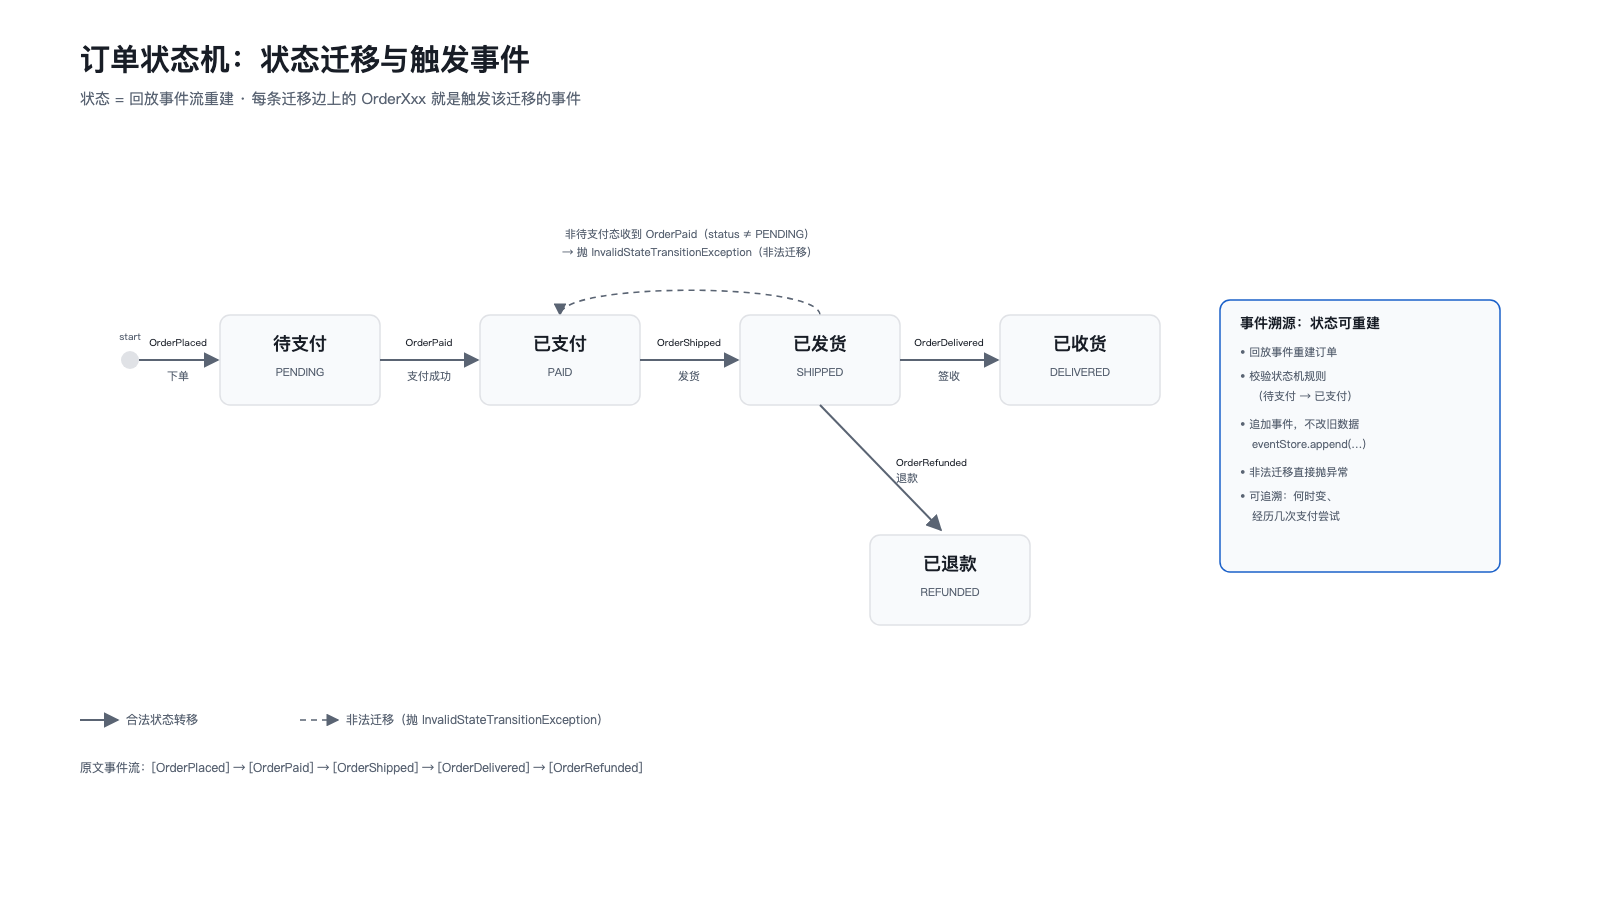 订单状态机：状态迁移与触发事件
状态 = 回放事件流重建 · 每条迁移边上的 OrderXxx 就是触发该迁移的事件
非待支付态收到 OrderPaid（status ≠ PENDING）
→ 抛 InvalidStateTransitionException（非法迁移）
start
OrderPlaced
下单
待支付
PENDING
OrderPaid
支付成功
已支付
PAID
OrderShipped
发货
已发货
SHIPPED
OrderDelivered
签收
已收货
DELIVERED
OrderRefunded
退款
已退款
REFUNDED
事件溯源：状态可重建
• 回放事件重建订单
• 校验状态机规则
（待支付 → 已支付）
• 追加事件，不改旧数据
eventStore.append(...)
• 非法迁移直接抛异常
• 可追溯：何时变、
经历几次支付尝试
合法状态转移
非法迁移（抛 InvalidStateTransitionException）
原文事件流：[OrderPlaced] → [OrderPaid] → [OrderShipped] → [OrderDelivered] → [OrderRefunded]